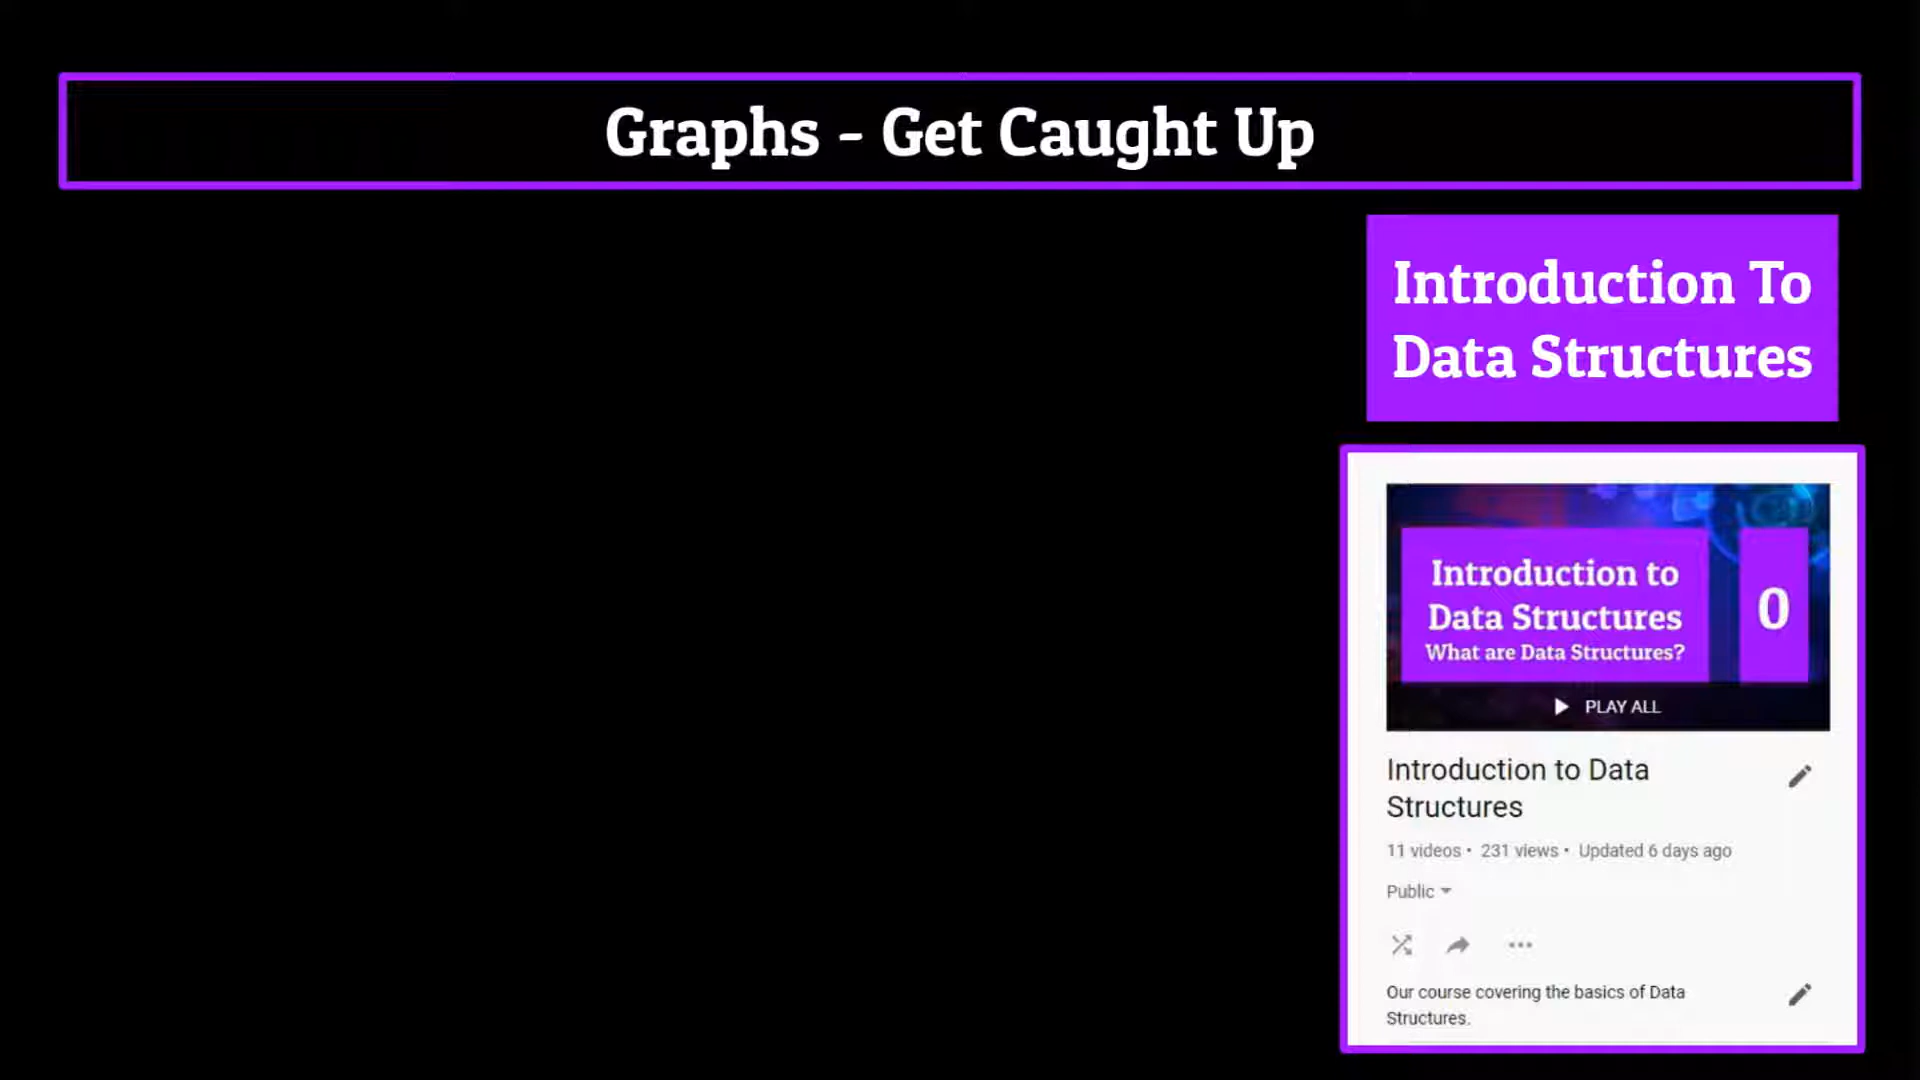 Graphs - Get Caught Up
Introduction To
Data Structures
Introduction to
Data Structures
What are Data Structures?
0
PLAY ALL
Introduction to Data
Structures
11 videos • 231 views • Updated 6 days ago
Public
Our course covering the basics of Data
Structures.